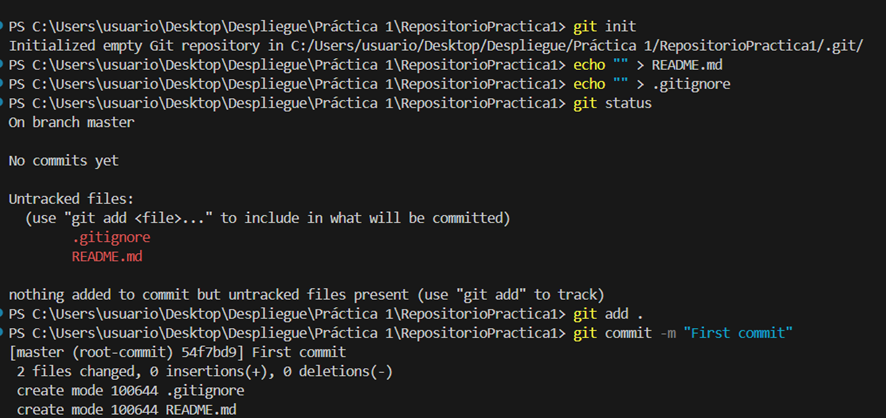 PS C:\Users\usuario\Desktop\Despliegue\Práctica 1\RepositorioPractica1> git init
Initialized empty Git repository in C:/Users/usuario/Desktop/Despliegue/Práctica 1/RepositorioPractica1/.git/
PS C:\Users\usuario\Desktop\Despliegue\Práctica 1\RepositorioPractica1> echo "" > README.md
PS C:\Users\usuario\Desktop\Despliegue\Práctica 1\RepositorioPractica1> echo "" > .gitignore
PS C:\Users\usuario\Desktop\Despliegue\Práctica 1\RepositorioPractica1> git status
On branch master

No commits yet

Untracked files:
  (use "git add <file>..." to include in what will be committed)
        .gitignore
        README.md

nothing added to commit but untracked files present (use "git add" to track)
PS C:\Users\usuario\Desktop\Despliegue\Práctica 1\RepositorioPractica1> git add .
PS C:\Users\usuario\Desktop\Despliegue\Práctica 1\RepositorioPractica1> git commit -m "First commit"
[master (root-commit) 54f7bd9] First commit
 2 files changed, 0 insertions(+), 0 deletions(-)
 create mode 100644 .gitignore
 create mode 100644 README.md